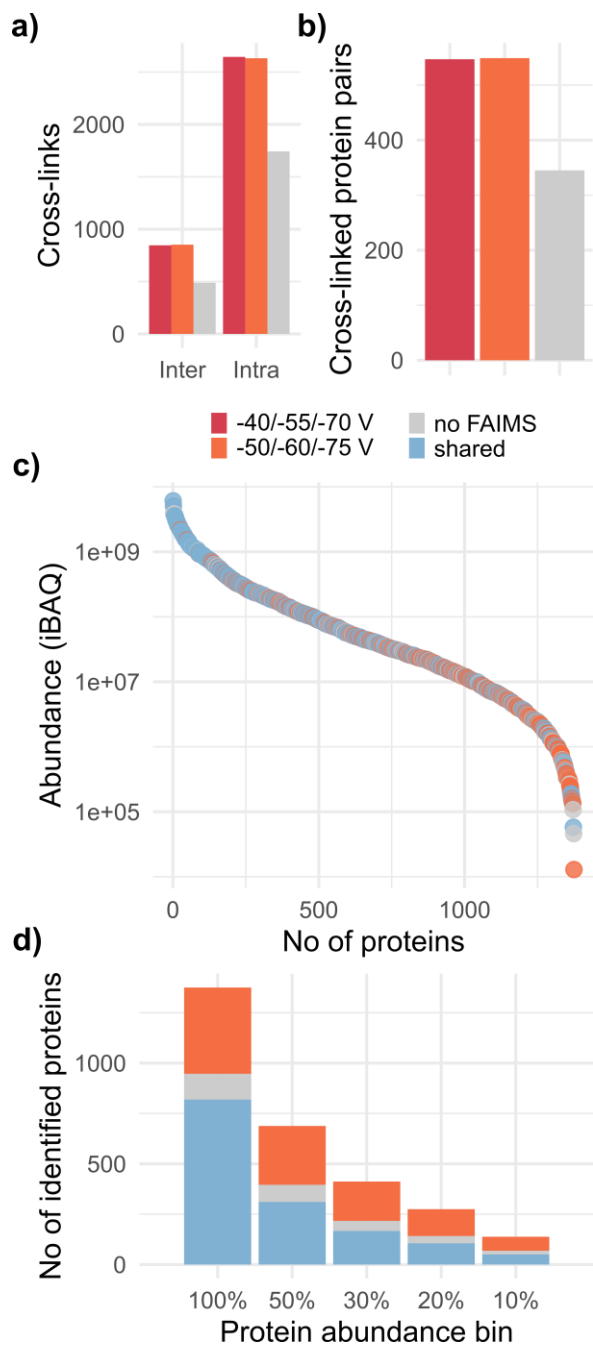 a)
Cross-links
2000
1000
0
Inter Intra
b)
Cross-linked protein pairs
400
200
0
-40/-55/-70 V no FAIMS
-50/-60/-75 V shared
c)
Abundance (iBAQ)
1e+09
1e+07
1e+05
0 500 1000
No of proteins
d)
No of identified proteins
1000
500
0
100% 50% 30% 20% 10%
Protein abundance bin